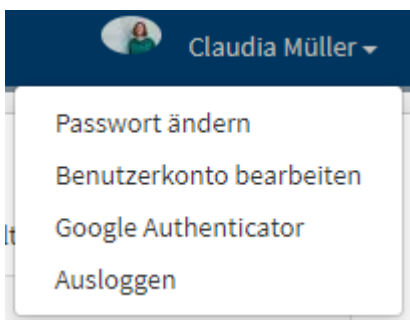 Claudia Müller
Passwort ändern
Benutzerkonto bearbeiten
Google Authenticator
Ausloggen